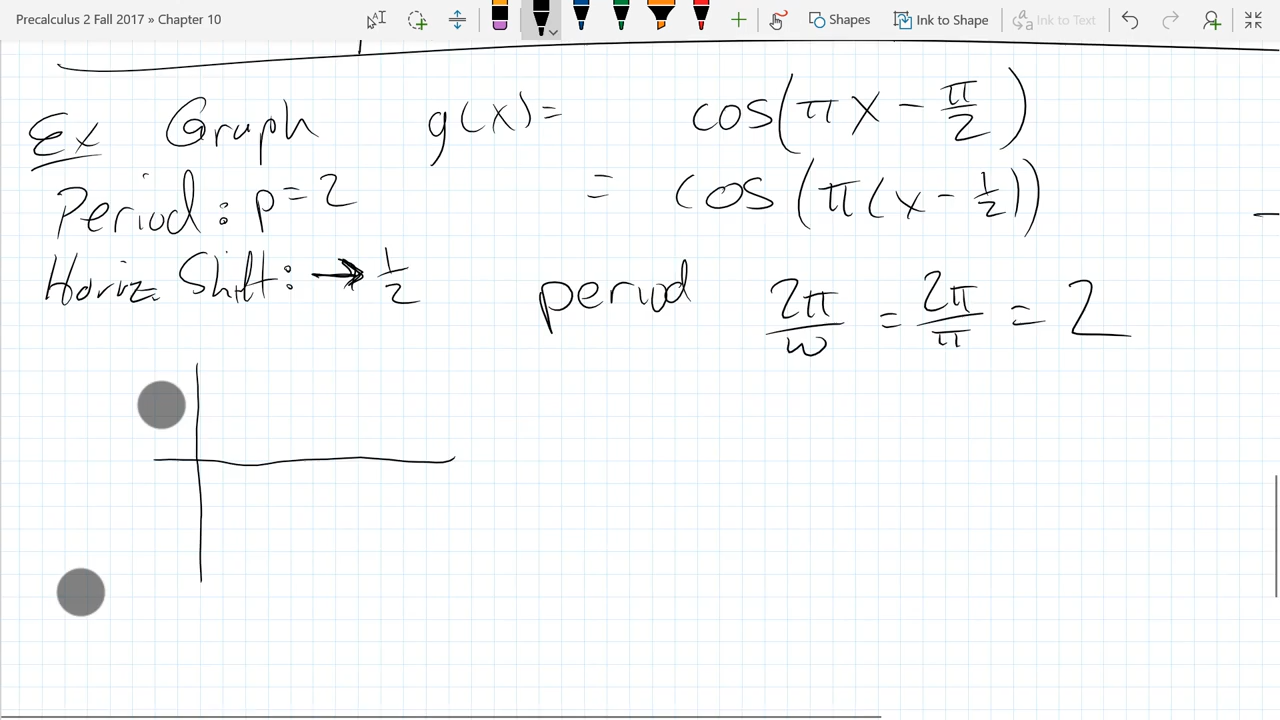 Precalculus 2 Fall 2017 » Chapter 10
Shapes
Ink to Shape
Ink to Text
Ex Graph g(x)= cos(πx − π/2)
Period: p=2 = cos(π(x − 1/2))
Horiz. Shift: → 1/2
period 2π/ω = 2π/π = 2